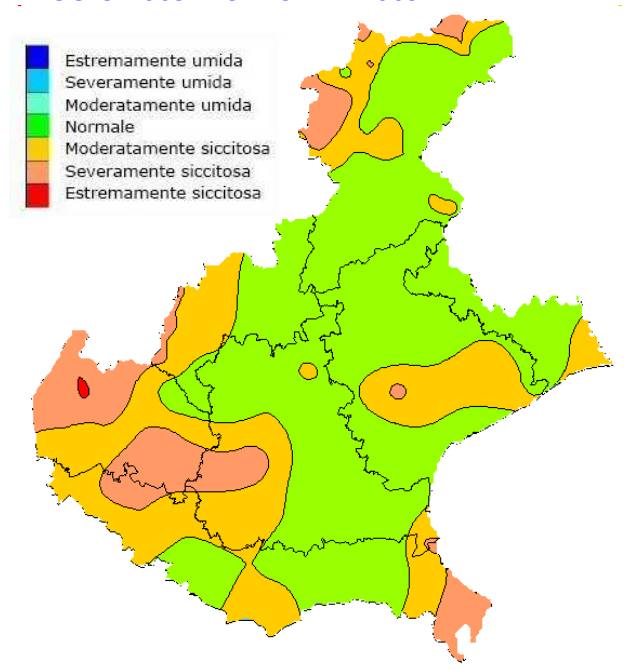 Estremamente umida
Severamente umida
Moderatamente umida
Normale
Moderatamente siccitosa
Severamente siccitosa
Estremamente siccitosa